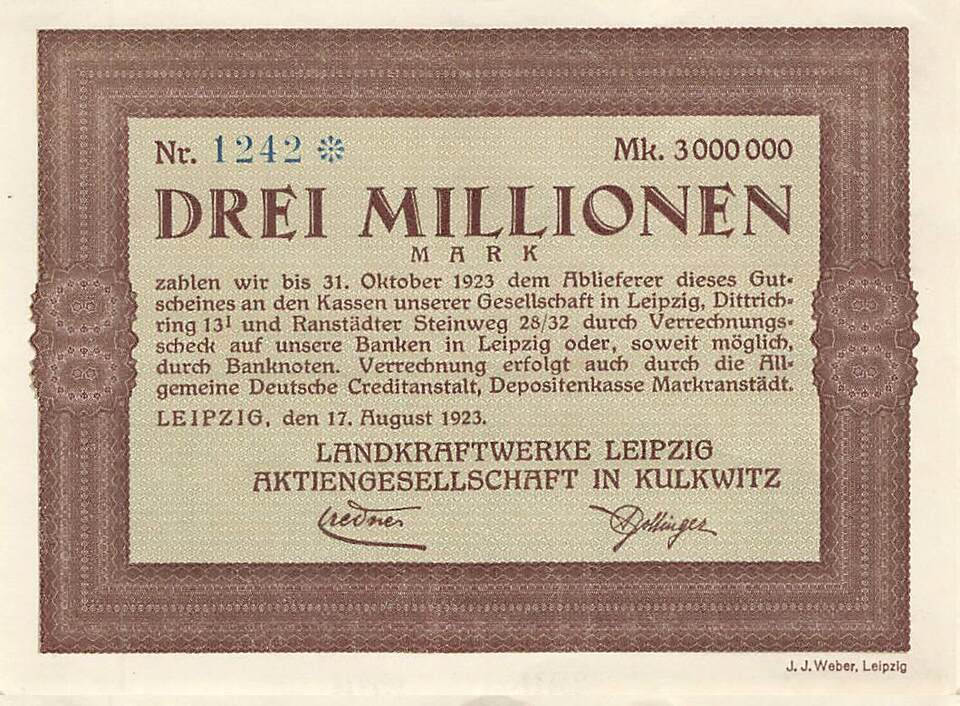 Nr. 1242 Mk. 3000000
DREI MILLIONEN
MARK
zahlen wir bis 31. Oktober 1923 dem Ablieferer dieses Gut-
scheines an den Kassen unserer Gesellschaft in Leipzig, Dittrich-
ring 13I und Ranstädter Steinweg 28/32 durch Verrechnungs-
scheck auf unsere Banken in Leipzig oder, soweit möglich,
durch Banknoten. Verrechnung erfolgt auch durch die All-
gemeine Deutsche Creditanstalt, Depositenkasse Markranstädt.
LEIPZIG, den 17. August 1923.
LANDKRAFTWERKE LEIPZIG
AKTIENGESELLSCHAFT IN KULKWITZ
Credner Bollinger
J. J. Weber, Leipzig